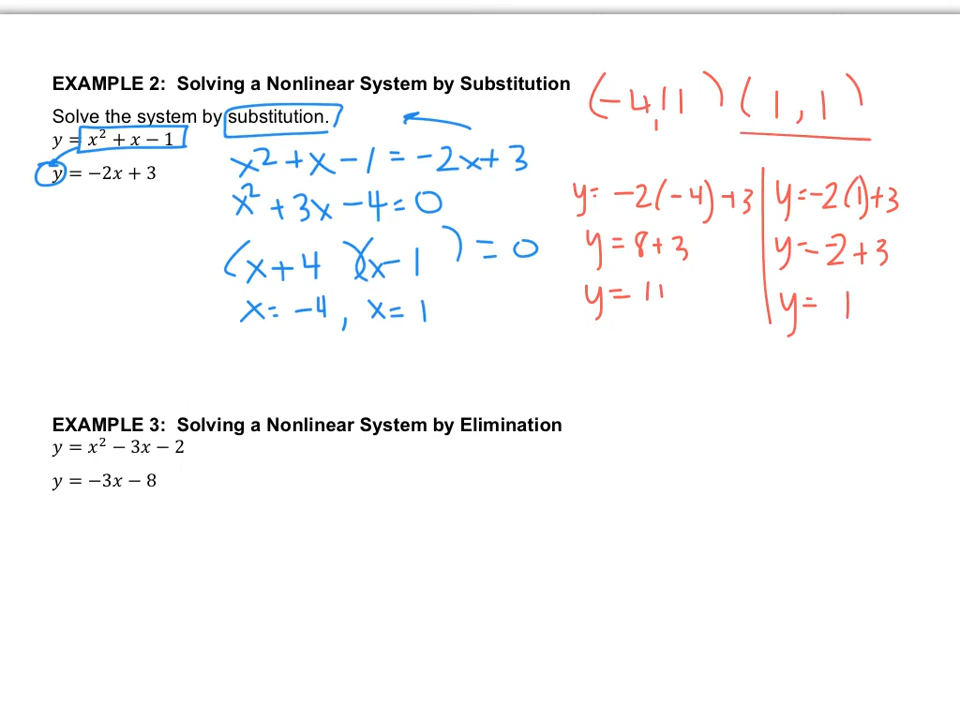 EXAMPLE 2: Solving a Nonlinear System by Substitution
(-4,11) (1,1)
Solve the system by substitution.
y = x² + x − 1
y = −2x + 3
x²+x-1=-2x+3
x²+3x-4=0
(x+4)(x-1)=0
x=-4, x=1
y=-2(-4)+3
y=8+3
y=11
y=-2(1)+3
y=-2+3
y=1
EXAMPLE 3: Solving a Nonlinear System by Elimination
y = x² − 3x − 2
y = −3x − 8